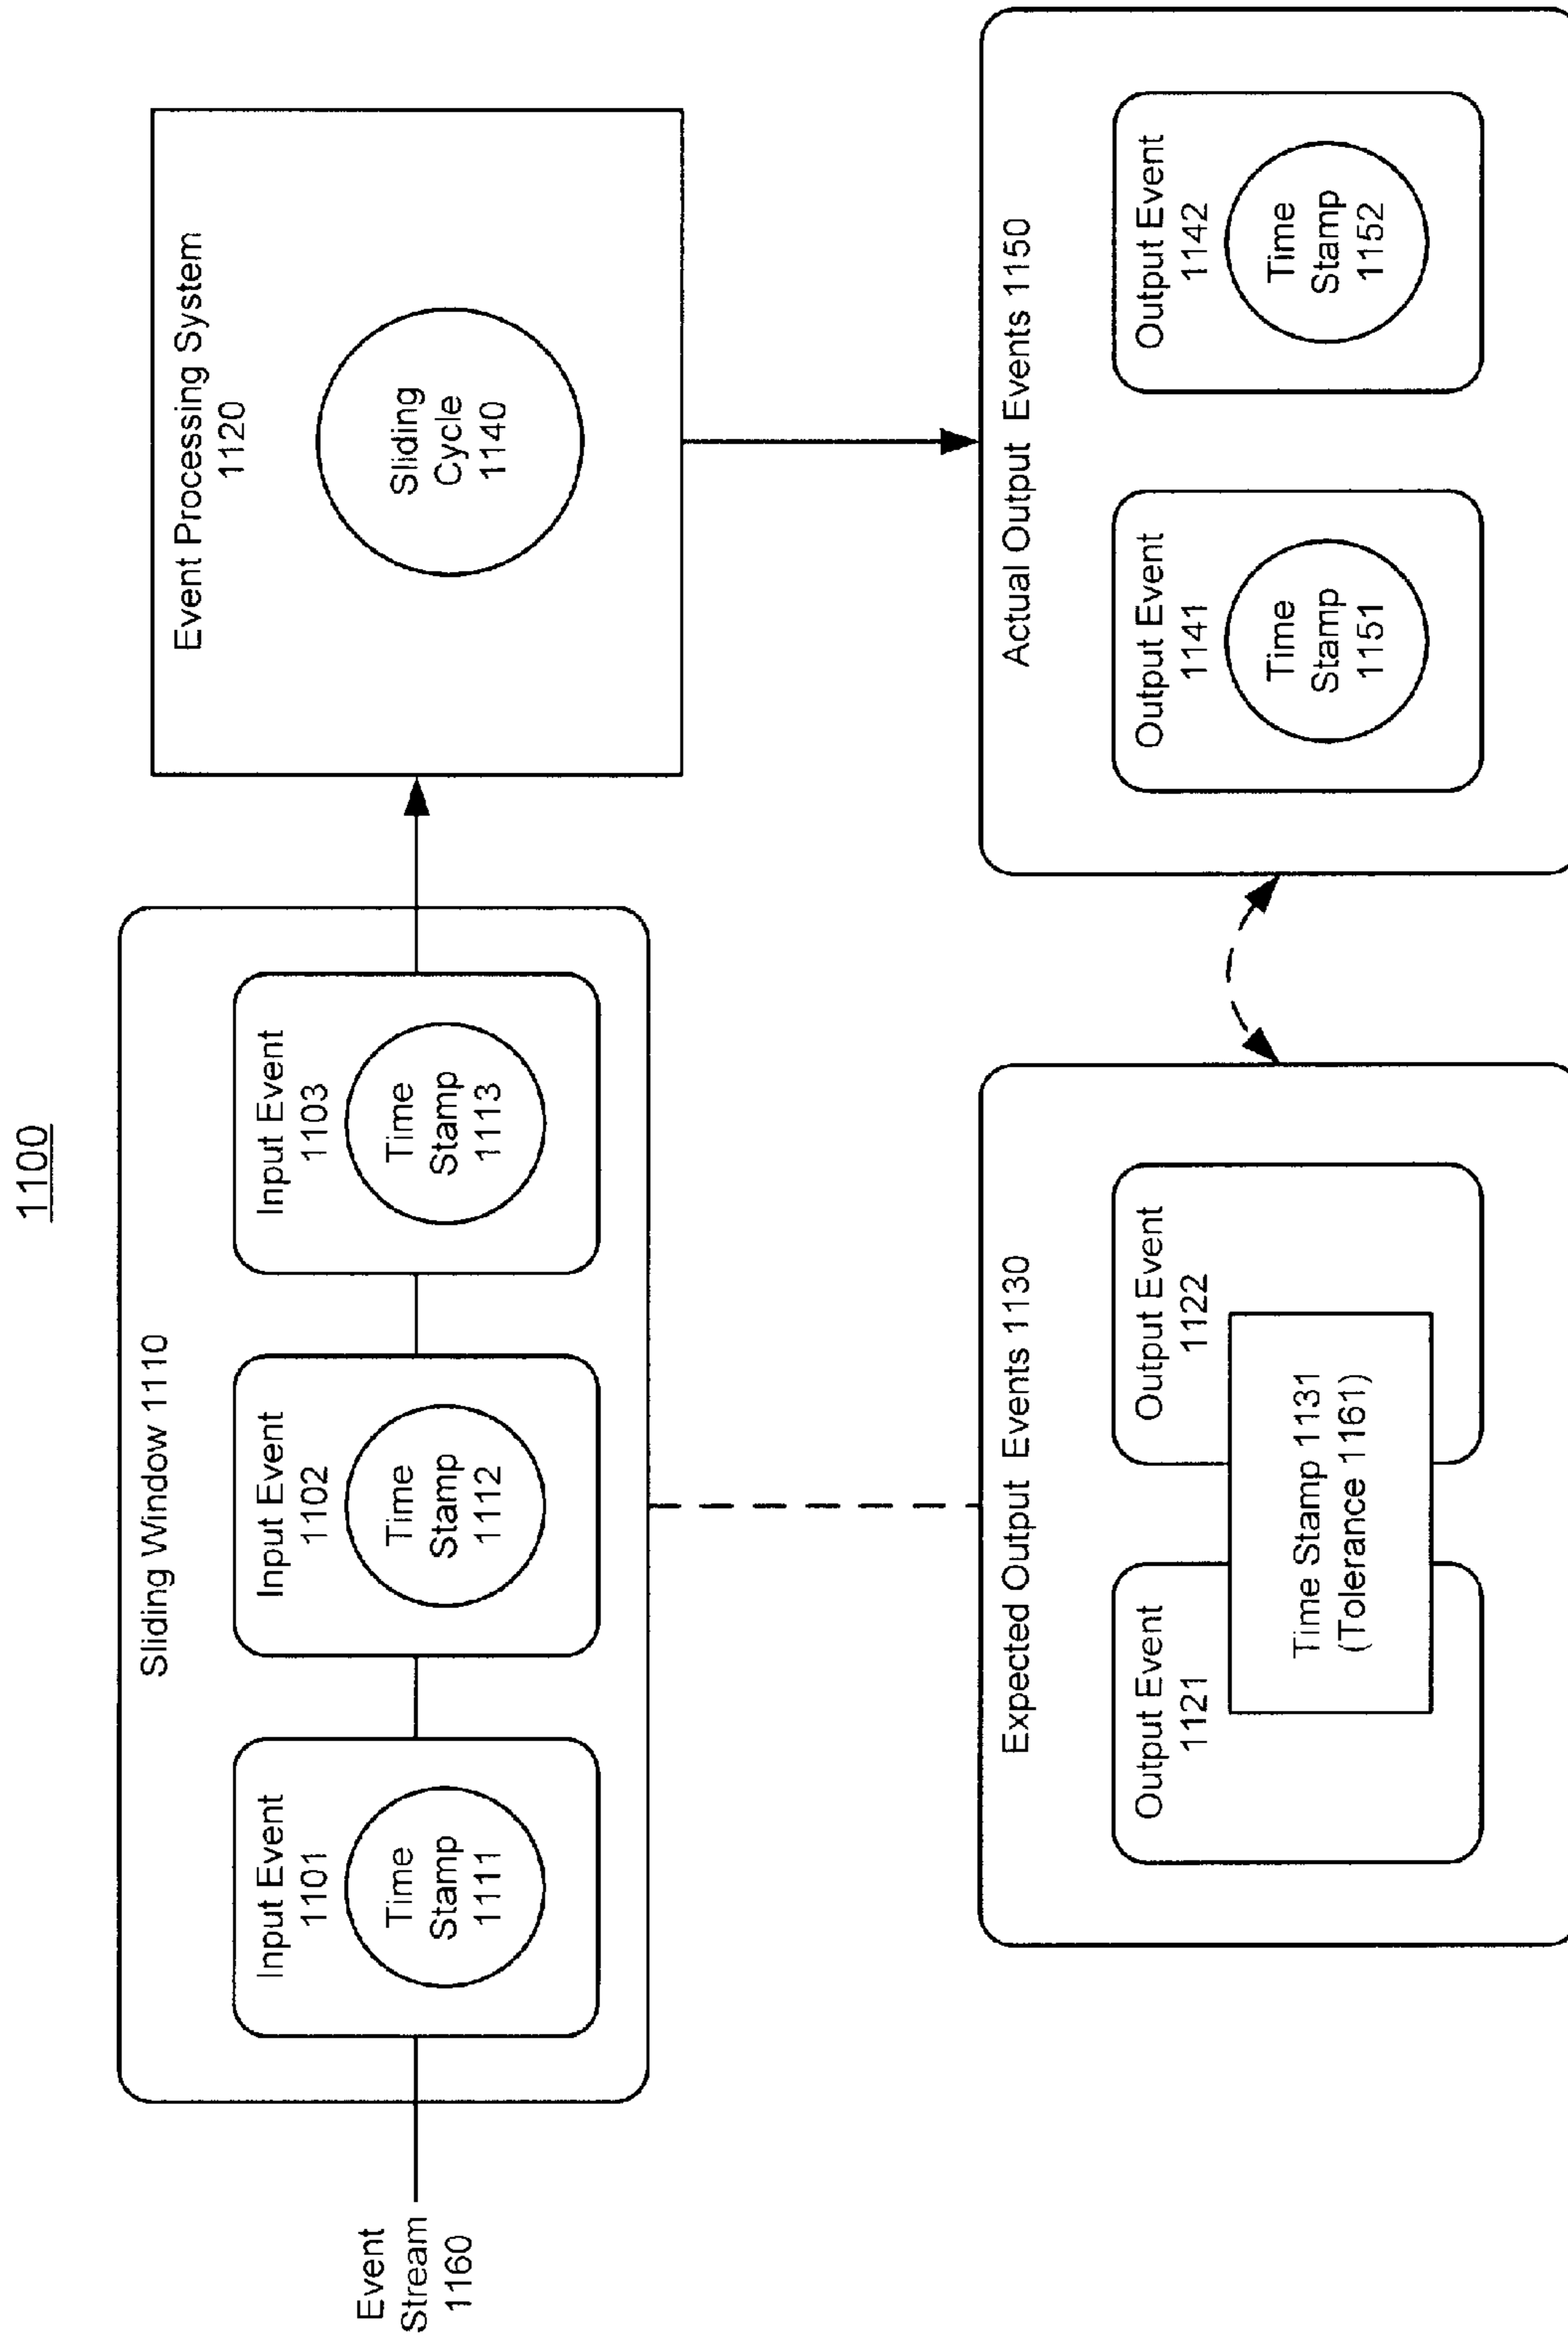 1100
Sliding Window 1110
Input Event
1101
Time
Stamp
1111
Input Event
1102
Time
Stamp
1112
Input Event
1103
Time
Stamp
1113
Event
Stream
1160
Event Processing System
1120
Sliding
Cycle
1140
Expected Output Events 1130
Output Event
1121
Output Event
1122
Time Stamp 1131
(Tolerance 1161)
Actual Output Events 1150
Output Event
1141
Time
Stamp
1151
Output Event
1142
Time
Stamp
1152